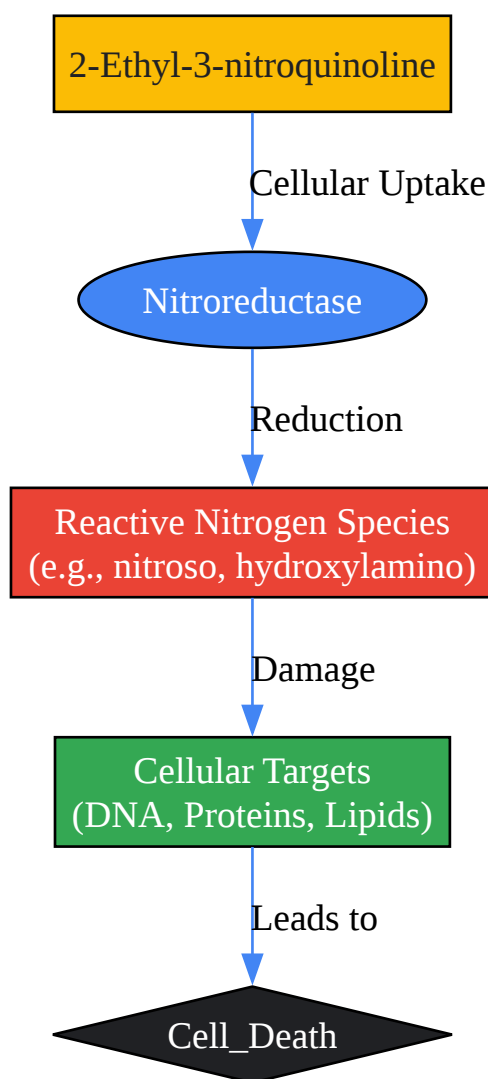 2-Ethyl-3-nitroquinoline
Cellular Uptake
Nitroreductase
Reduction
Reactive Nitrogen Species
(e.g., nitroso, hydroxylamino)
Damage
Cellular Targets
(DNA, Proteins, Lipids)
Leads to
Cell_Death